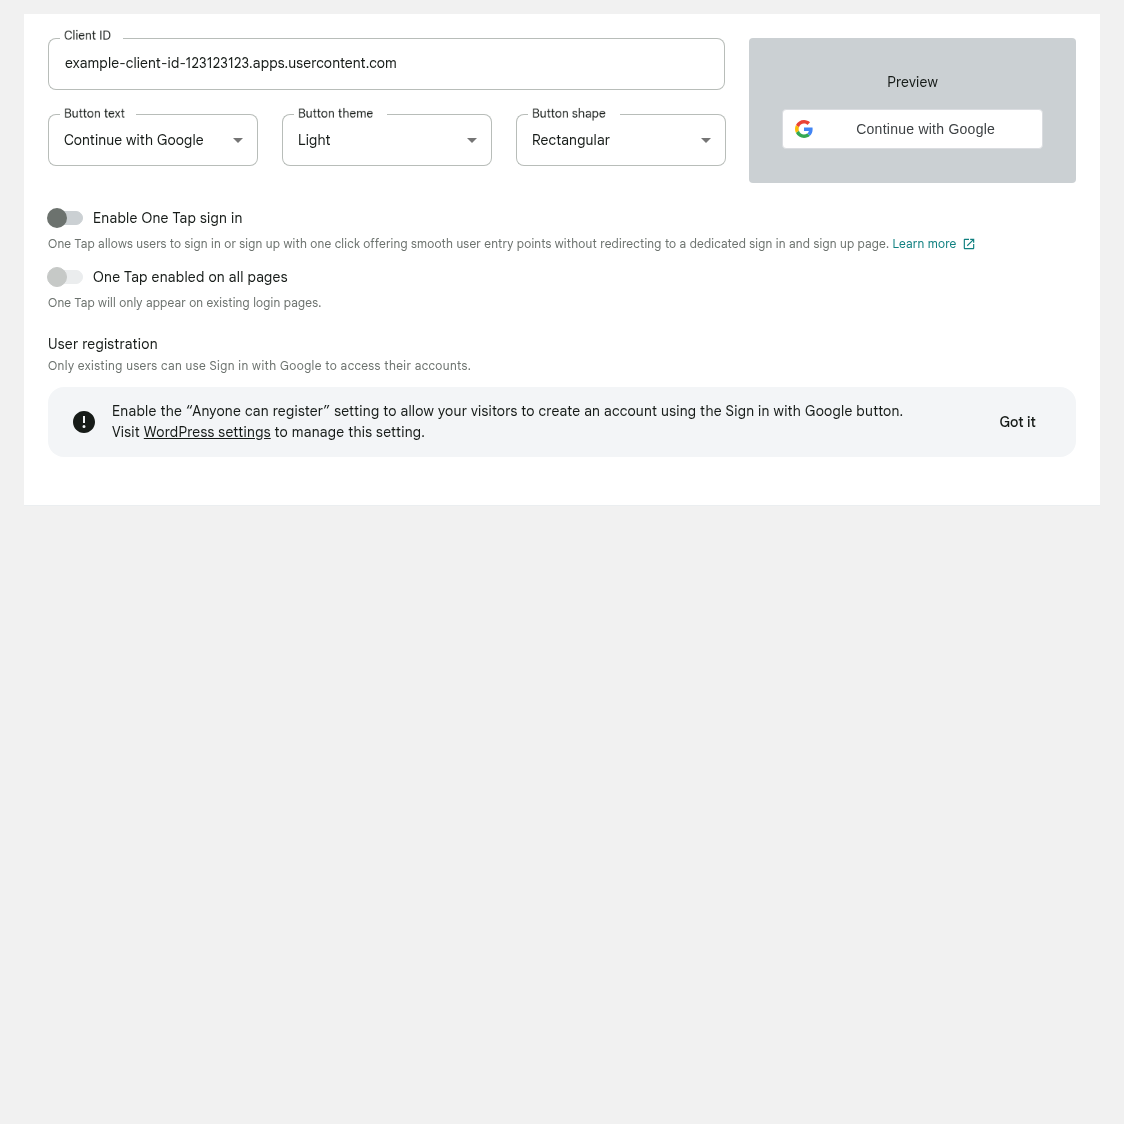 Client ID
example-client-id-123123123.apps.usercontent.com
Button text
Continue with Google
Button theme
Light
Button shape
Rectangular
Preview
Continue with Google
Enable One Tap sign in
One Tap allows users to sign in or sign up with one click offering smooth user entry points without redirecting to a dedicated sign in and sign up page. Learn more
One Tap enabled on all pages
One Tap will only appear on existing login pages.
User registration
Only existing users can use Sign in with Google to access their accounts.
Enable the “Anyone can register” setting to allow your visitors to create an account using the Sign in with Google button.
Visit WordPress settings to manage this setting.
Got it